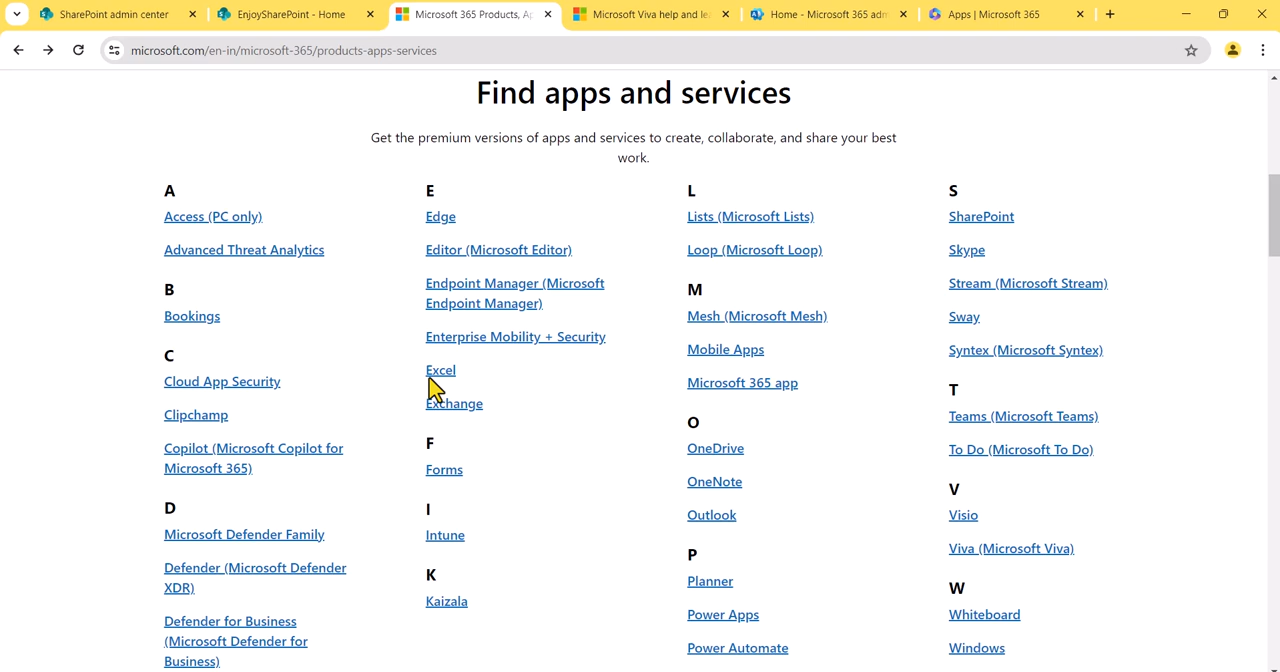 SharePoint admin center
EnjoySharePoint - Home
Microsoft 365 Products, Ap
Microsoft Viva help and lea
Home - Microsoft 365 adm
Apps | Microsoft 365
microsoft.com/en-in/microsoft-365/products-apps-services
Find apps and services
Get the premium versions of apps and services to create, collaborate, and share your best
work.
A
Access (PC only)
Advanced Threat Analytics
B
Bookings
C
Cloud App Security
Clipchamp
Copilot (Microsoft Copilot for
Microsoft 365)
D
Microsoft Defender Family
Defender (Microsoft Defender
XDR)
Defender for Business
(Microsoft Defender for
Business)
E
Edge
Editor (Microsoft Editor)
Endpoint Manager (Microsoft
Endpoint Manager)
Enterprise Mobility + Security
Excel
Exchange
F
Forms
I
Intune
K
Kaizala
L
Lists (Microsoft Lists)
Loop (Microsoft Loop)
M
Mesh (Microsoft Mesh)
Mobile Apps
Microsoft 365 app
O
OneDrive
OneNote
Outlook
P
Planner
Power Apps
Power Automate
S
SharePoint
Skype
Stream (Microsoft Stream)
Sway
Syntex (Microsoft Syntex)
T
Teams (Microsoft Teams)
To Do (Microsoft To Do)
V
Visio
Viva (Microsoft Viva)
W
Whiteboard
Windows